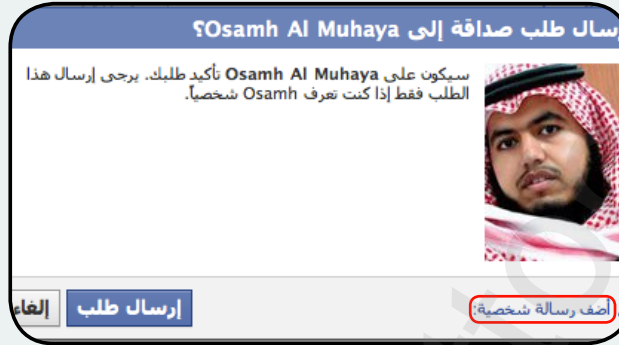 إرسال طلب صداقة إلى Osamh Al Muhaya؟
سيكون على Osamh Al Muhaya تأكيد طلبك. يرجى إرسال هذا
الطلب فقط إذا كنت تعرف Osamh شخصياً.
أضف رسالة شخصية:
إرسال طلب
إلغاء